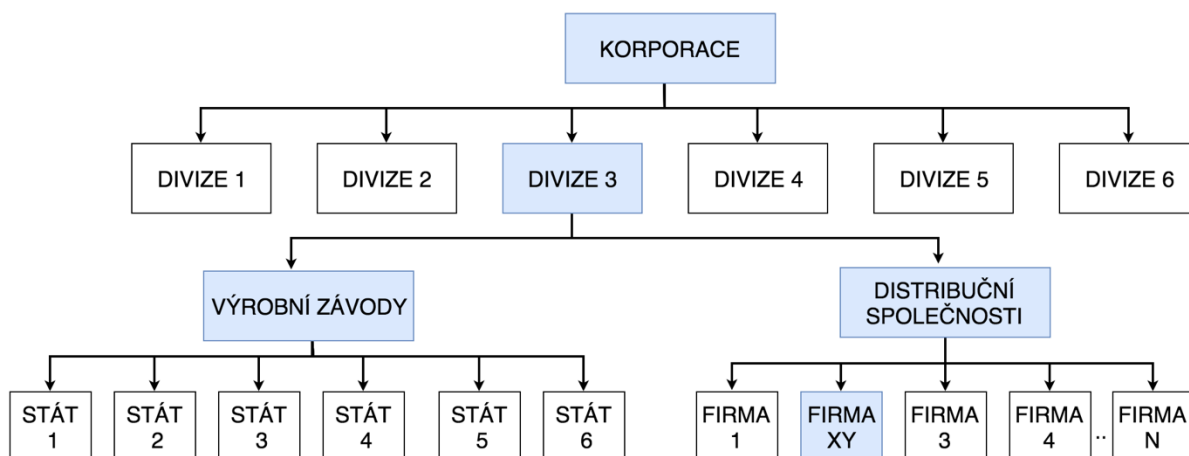 KORPORACE
DIVIZE 1
DIVIZE 2
DIVIZE 3
DIVIZE 4
DIVIZE 5
DIVIZE 6
VÝROBNÍ ZÁVODY
DISTRIBUČNÍ
SPOLEČNOSTI
STÁT
1
STÁT
2
STÁT
3
STÁT
4
STÁT
5
STÁT
6
FIRMA
1
FIRMA
XY
FIRMA
3
FIRMA
4
..
FIRMA
N